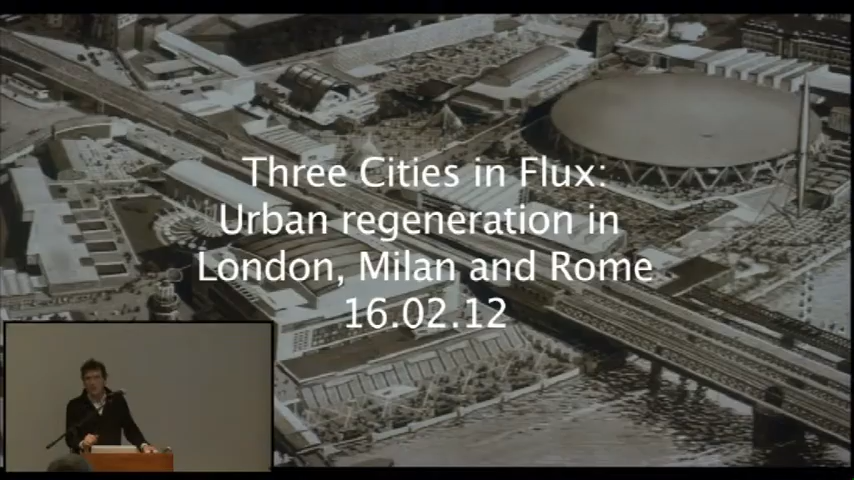 Three Cities in Flux:
Urban regeneration in
London, Milan and Rome
16.02.12